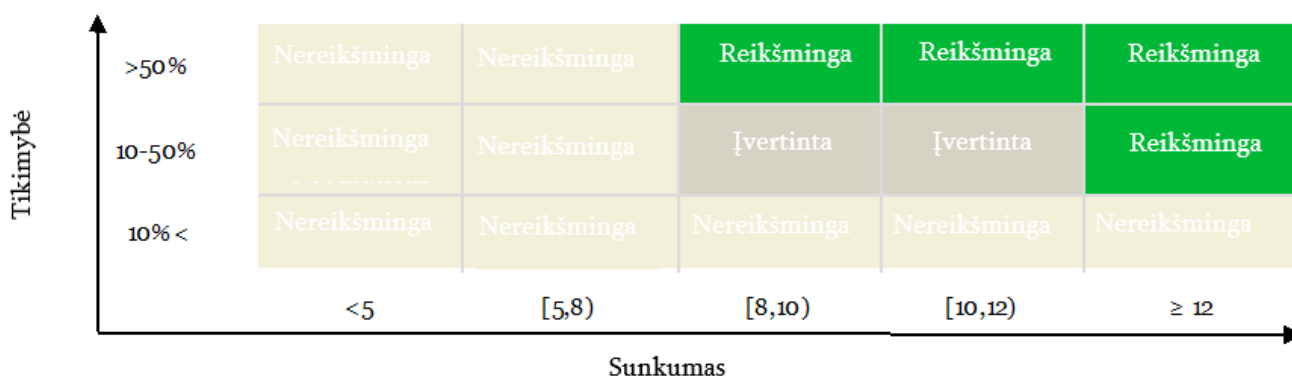 Tikimybė
>50% Nereikšminga Nereikšminga Reikšminga Reikšminga Reikšminga
10-50% Nereikšminga Nereikšminga Įvertinta Įvertinta Reikšminga
10% < Nereikšminga Nereikšminga Nereikšminga Nereikšminga Nereikšminga
<5 [5,8) [8,10) [10,12) ≥ 12
Sunkumas